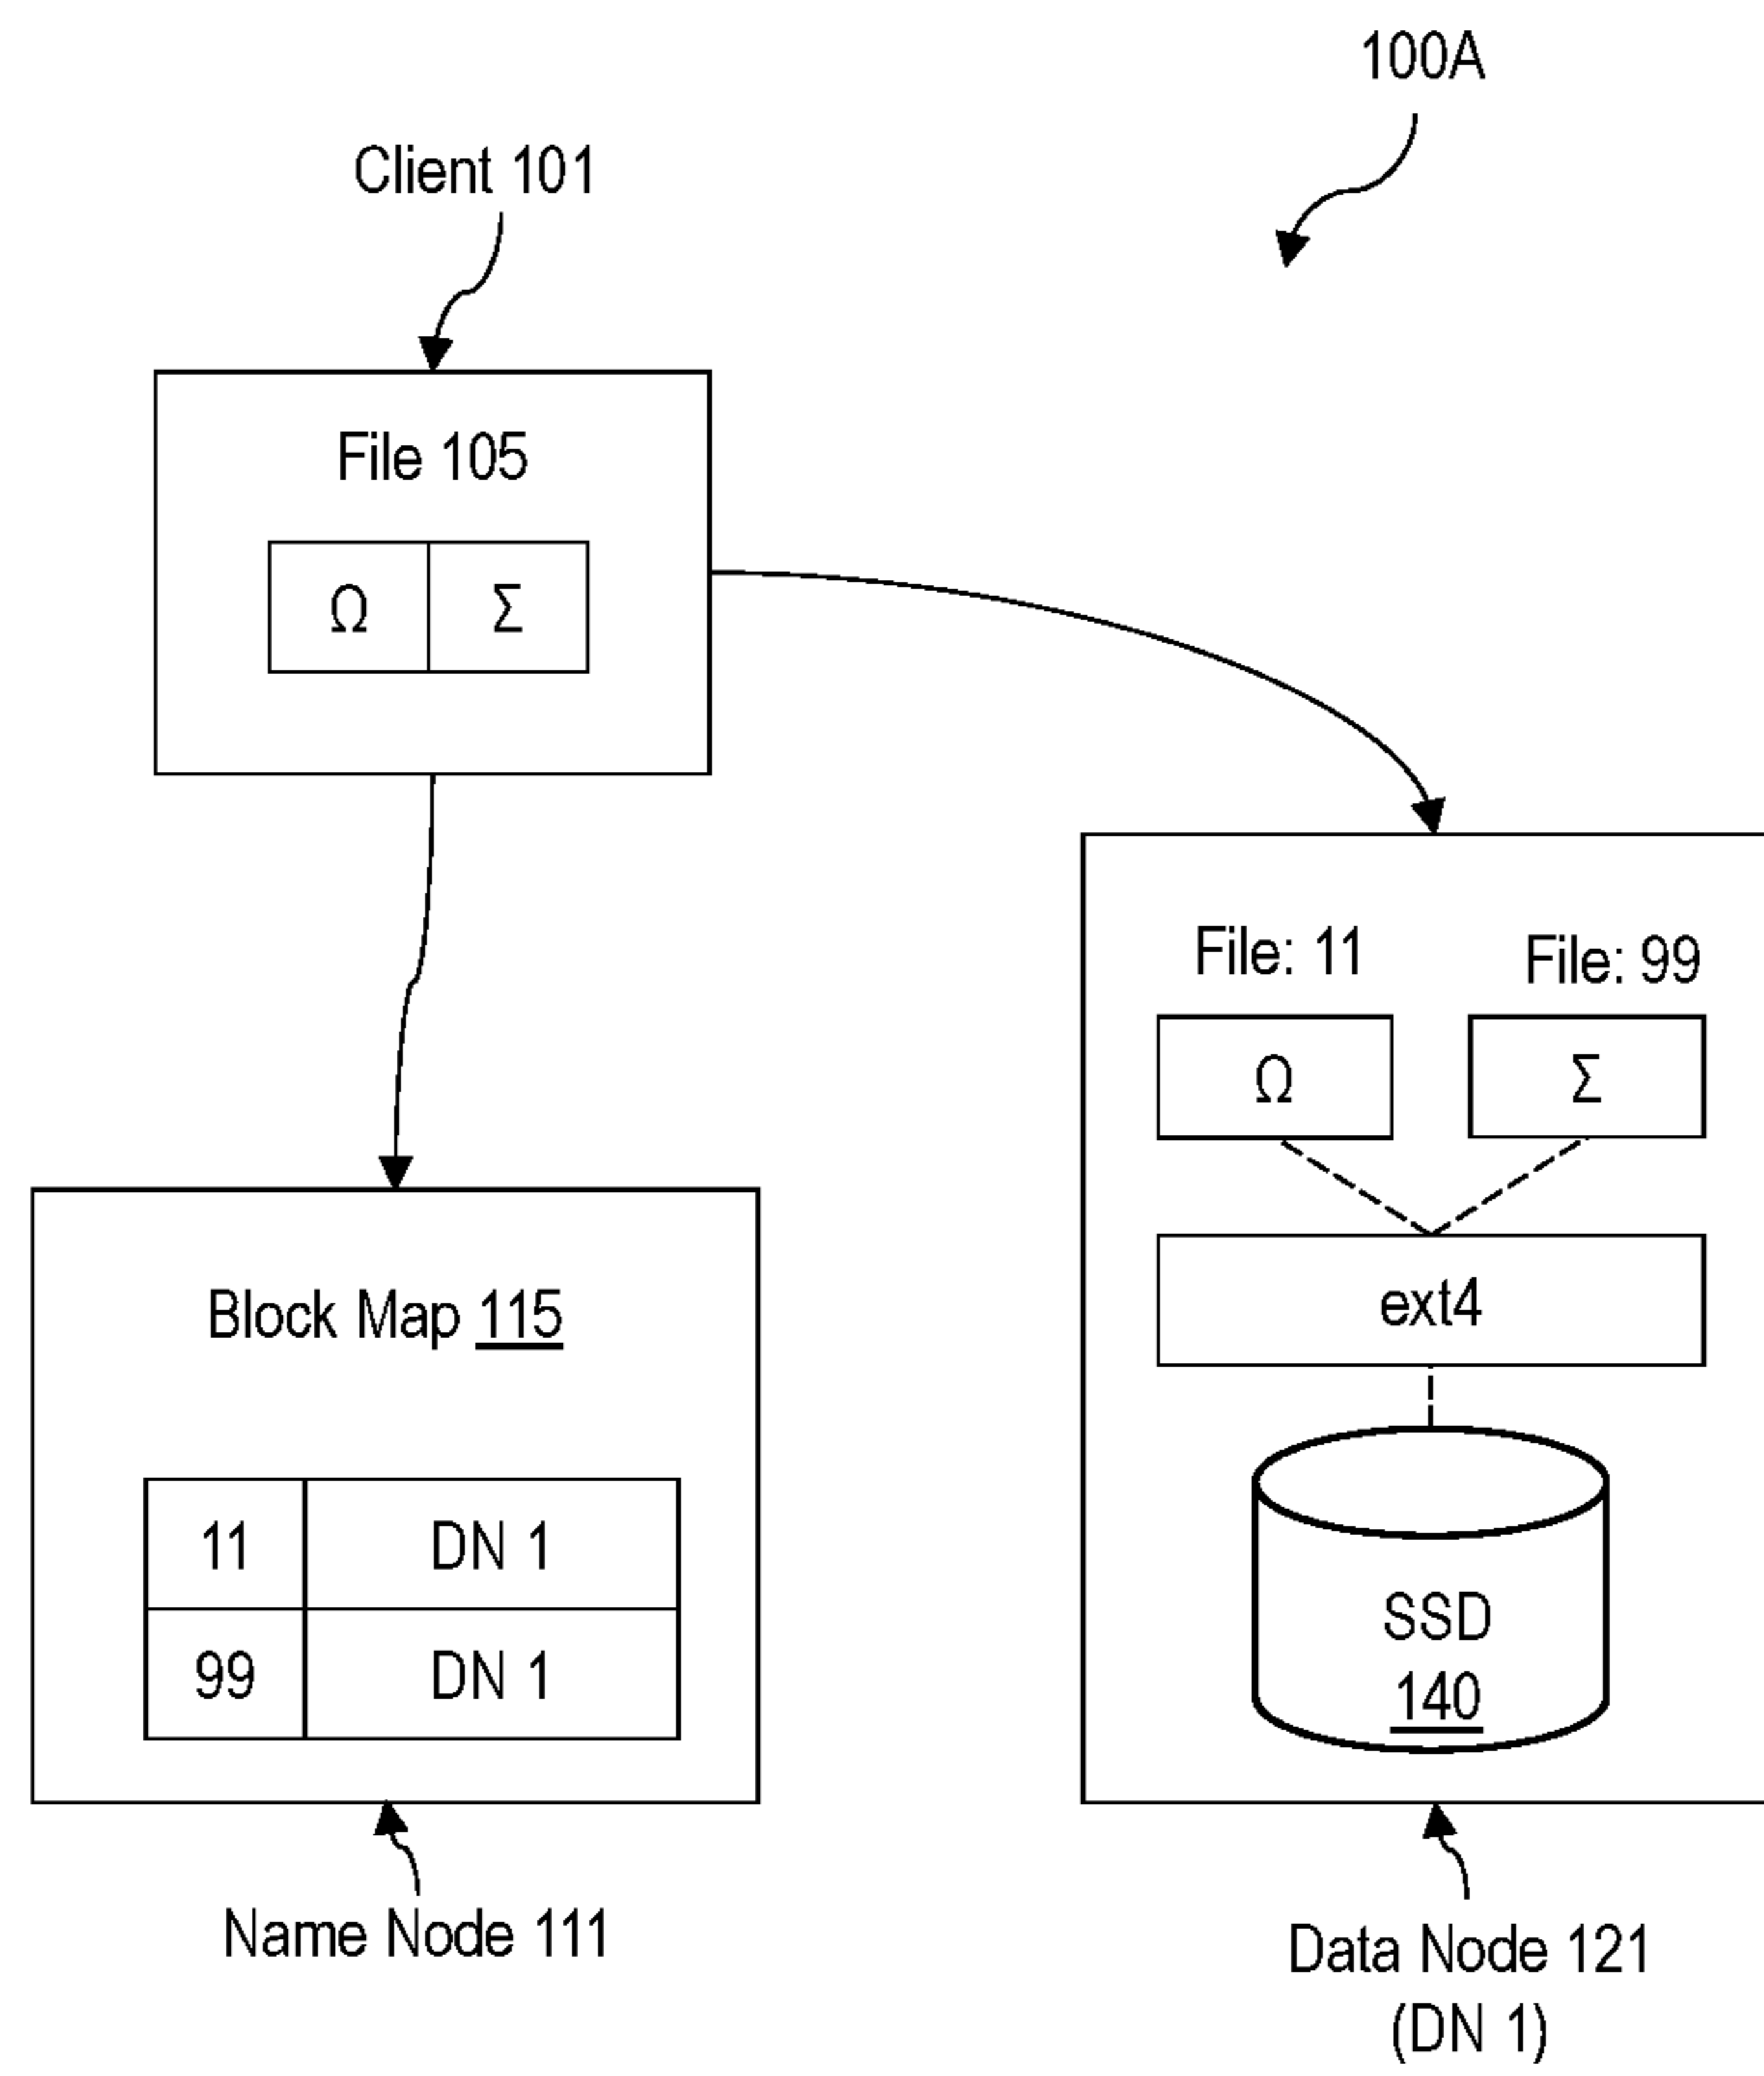 100A
Client 101
File 105
Ω Σ
File: 11 File: 99
Ω Σ
ext4
SSD
140
Block Map 115
11 DN 1
99 DN 1
Name Node 111
Data Node 121
(DN 1)